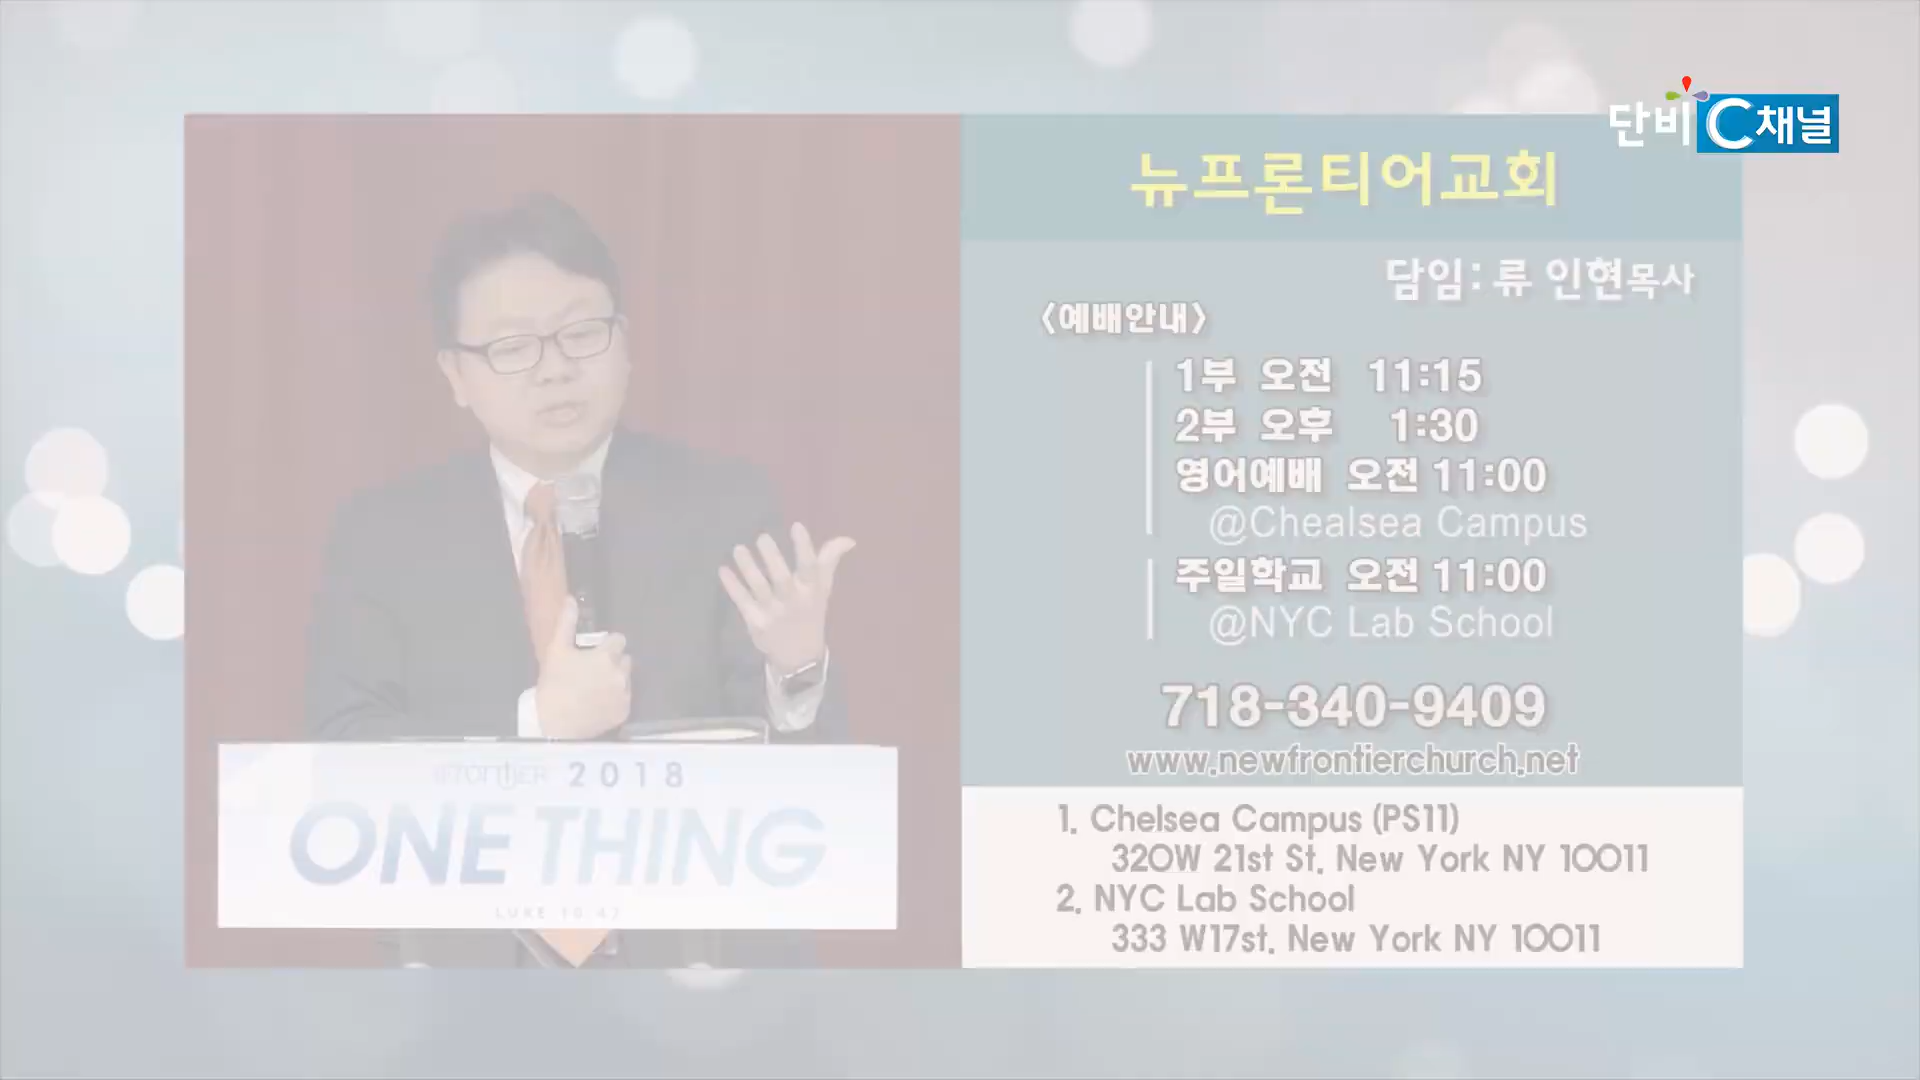 단비 C채널
뉴프론티어교회
담임: 류 인현목사
〈예배안내〉
1부 오전 11:15
2부 오후 1:30
영어예배 오전 11:00
@Chealsea Campus
주일학교 오전 11:00
@NYC Lab School
718-340-9409
www.newfrontierchurch.net
1. Chelsea Campus (PS11)
320W 21st St. New York NY 10011
2. NYC Lab School
333 W17st. New York NY 10011
2018
ONE THING